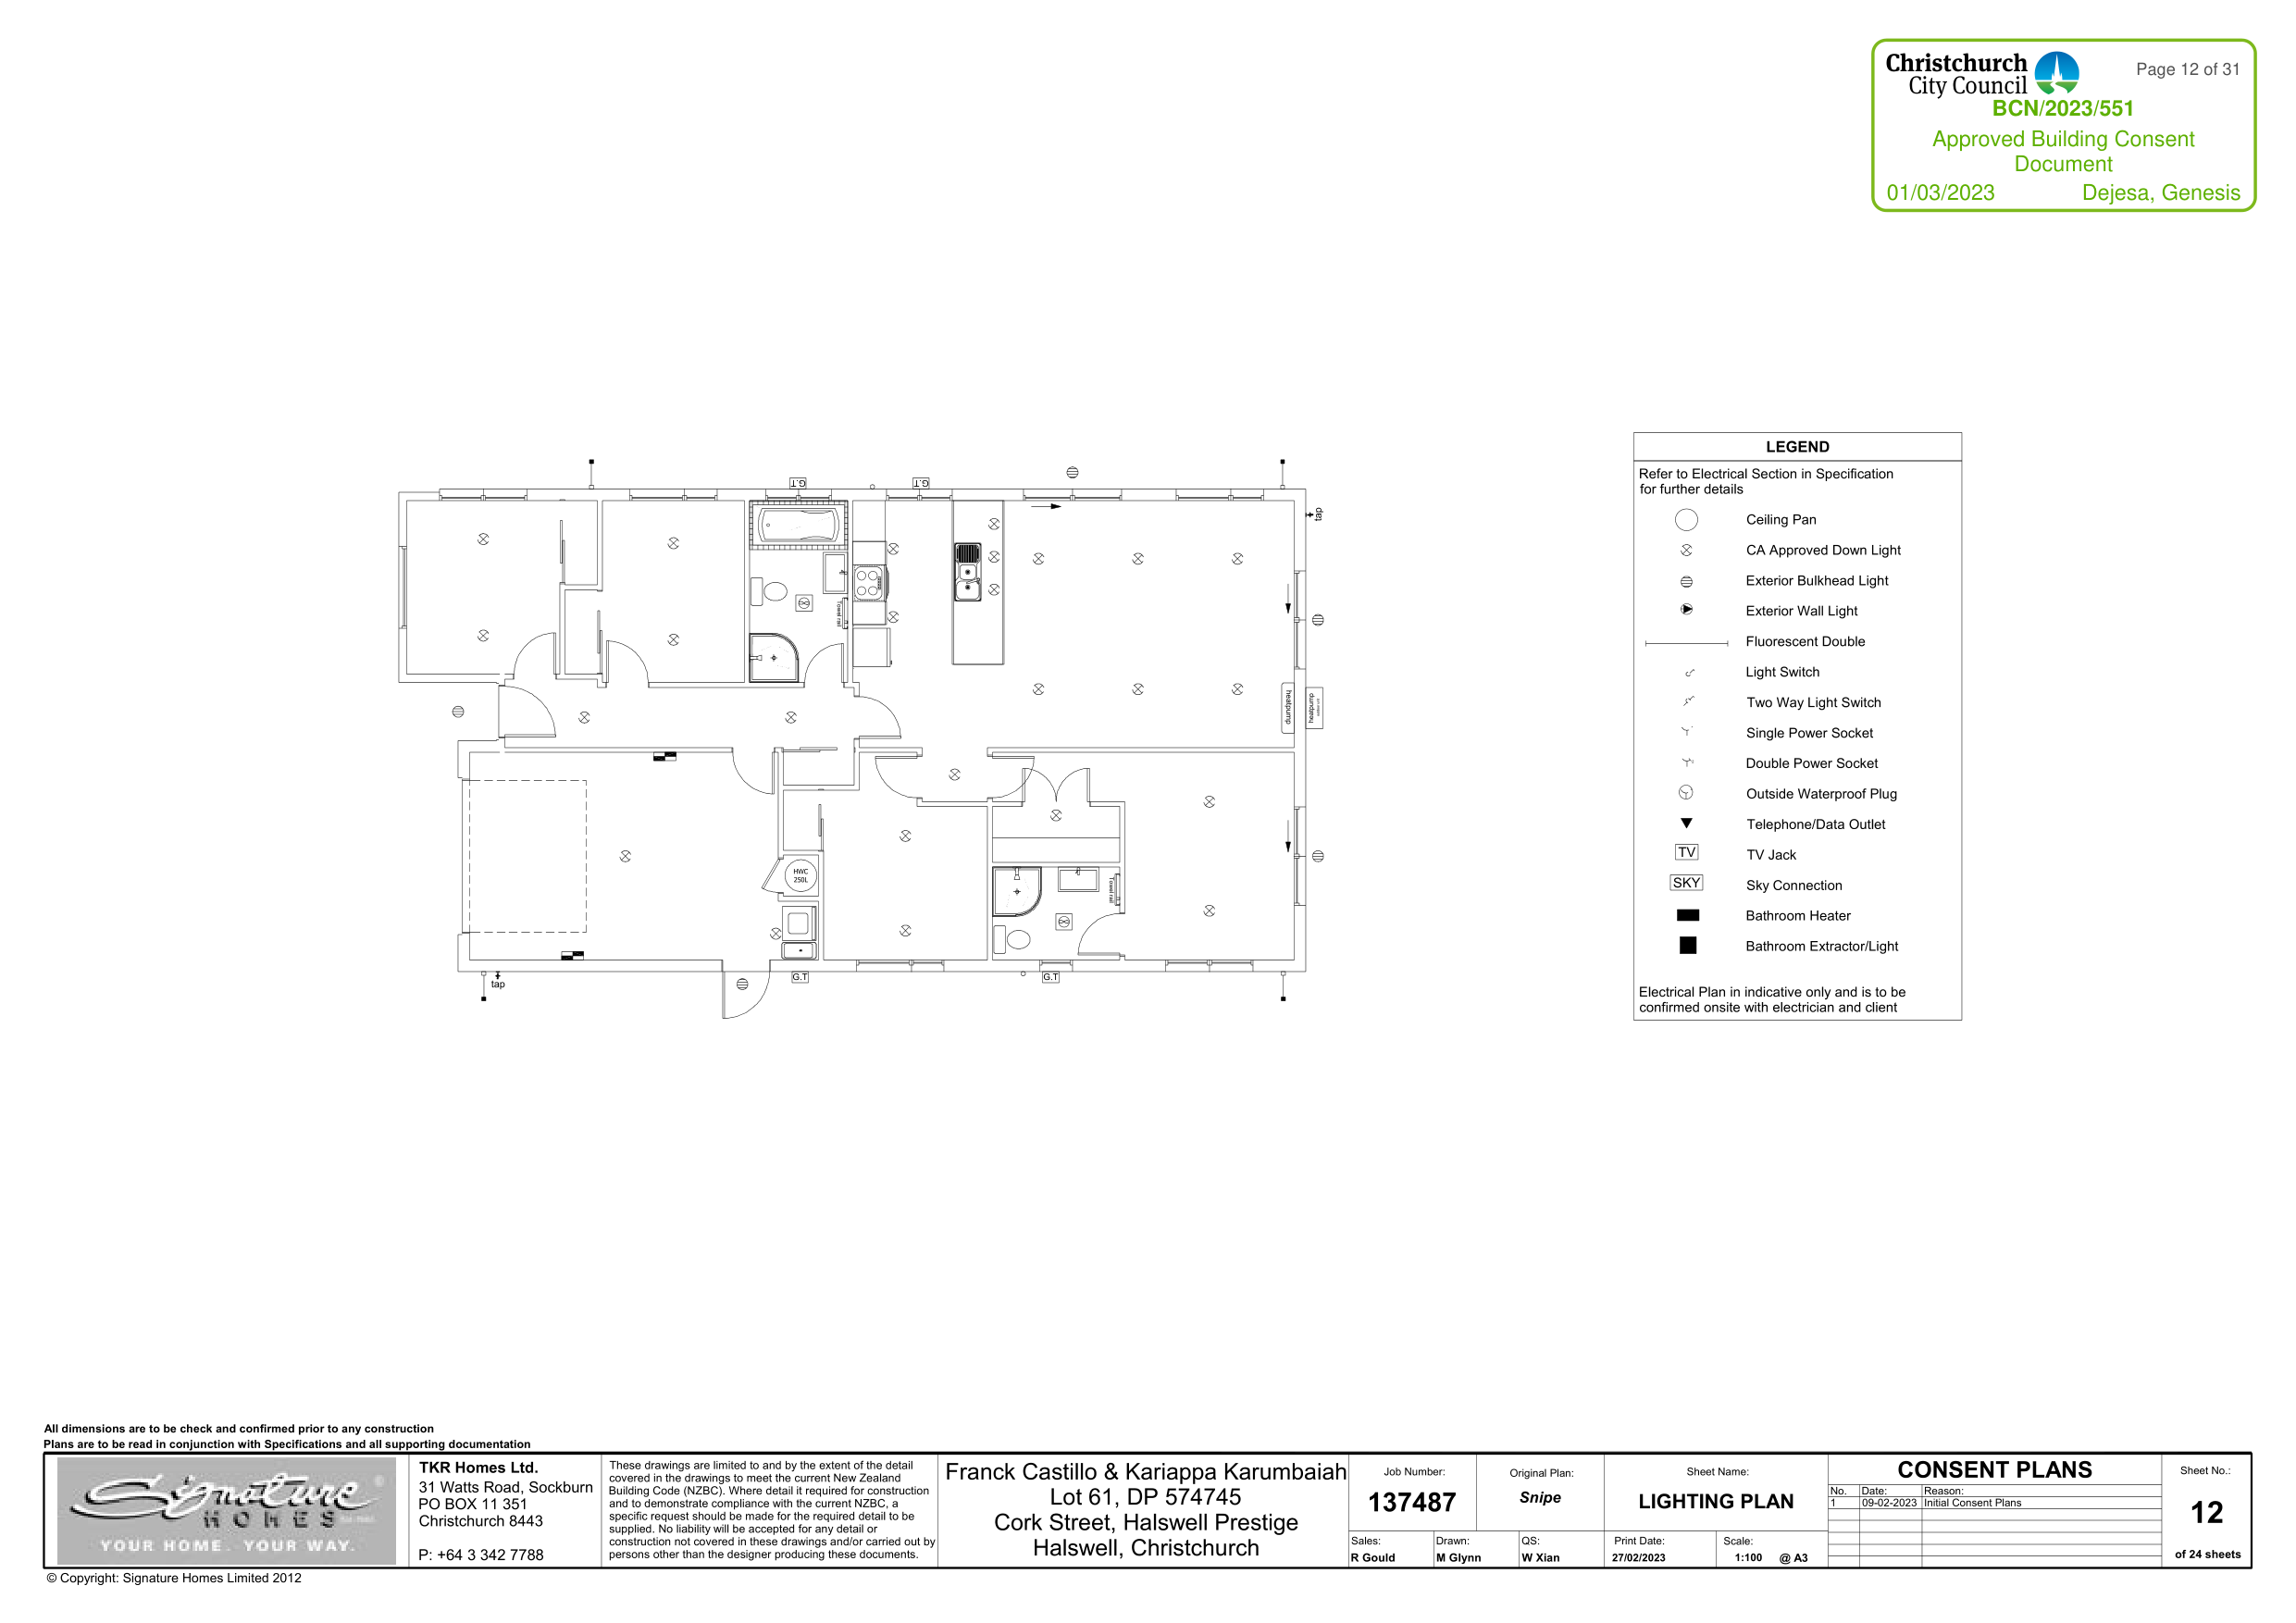 Christchurch
City Council
Page 12 of 31
BCN/2023/551
Approved Building Consent
Document
01/03/2023 Dejesa, Genesis
G.T G.T
tap
Towel rail
heatpump
heatpump
HWC
250L
Towel rail
tap
G.T G.T
LEGEND
Refer to Electrical Section in Specification
for further details
Ceiling Pan
CA Approved Down Light
Exterior Bulkhead Light
Exterior Wall Light
Fluorescent Double
Light Switch
Two Way Light Switch
Single Power Socket
Double Power Socket
Outside Waterproof Plug
Telephone/Data Outlet
TV TV Jack
SKY Sky Connection
Bathroom Heater
Bathroom Extractor/Light
Electrical Plan in indicative only and is to be
confirmed onsite with electrician and client
All dimensions are to be check and confirmed prior to any construction
Plans are to be read in conjunction with Specifications and all supporting documentation
Signature
HOMES
YOUR HOME. YOUR WAY.
TKR Homes Ltd.
31 Watts Road, Sockburn
PO BOX 11 351
Christchurch 8443
P: +64 3 342 7788
These drawings are limited to and by the extent of the detail
covered in the drawings to meet the current New Zealand
Building Code (NZBC). Where detail it required for construction
and to demonstrate compliance with the current NZBC, a
specific request should be made for the required detail to be
supplied. No liability will be accepted for any detail or
construction not covered in these drawings and/or carried out by
persons other than the designer producing these documents.
Franck Castillo & Kariappa Karumbaiah
Lot 61, DP 574745
Cork Street, Halswell Prestige
Halswell, Christchurch
Job Number:
137487
Original Plan:
Snipe
Sheet Name:
LIGHTING PLAN
Sales:
R Gould
Drawn:
M Glynn
QS:
W Xian
Print Date:
27/02/2023
Scale:
1:100 @ A3
CONSENT PLANS
No. Date: Reason:
1 09-02-2023 Initial Consent Plans
Sheet No.:
12
of 24 sheets
© Copyright: Signature Homes Limited 2012